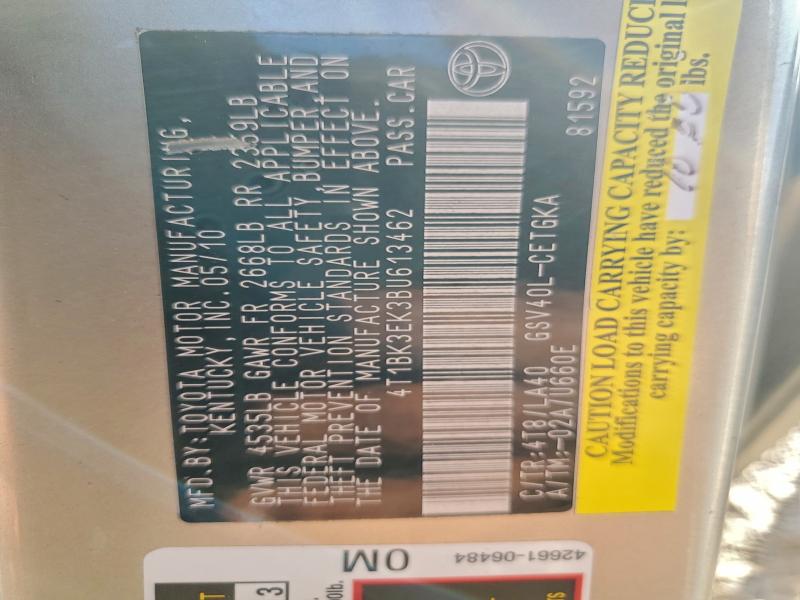 MFD.BY:TOYOTA MOTOR MANUFACTURING,
KENTUCKY, INC. 05/10
GVWR 4535LB GAWR FR 2668LB RR 2359LB
THIS VEHICLE CONFORMS TO ALL APPLICABLE
FEDERAL MOTOR VEHICLE SAFETY, BUMPER,AND
THEFT PREVENTION STANDARDS IN EFFECT ON
THE DATE OF MANUFACTURE SHOWN ABOVE.
4T1BK3EK3BU613462 PASS.CAR
C/TR:4T8/LA40 GSV40L-CETGKA
A/TM:-02A/U660E 81592
CAUTION LOAD CARRYING CAPACITY REDUCT
Modifications to this vehicle have reduced the original l
carrying capacity by: lbs.
42661-06484
OM
3
0lb.